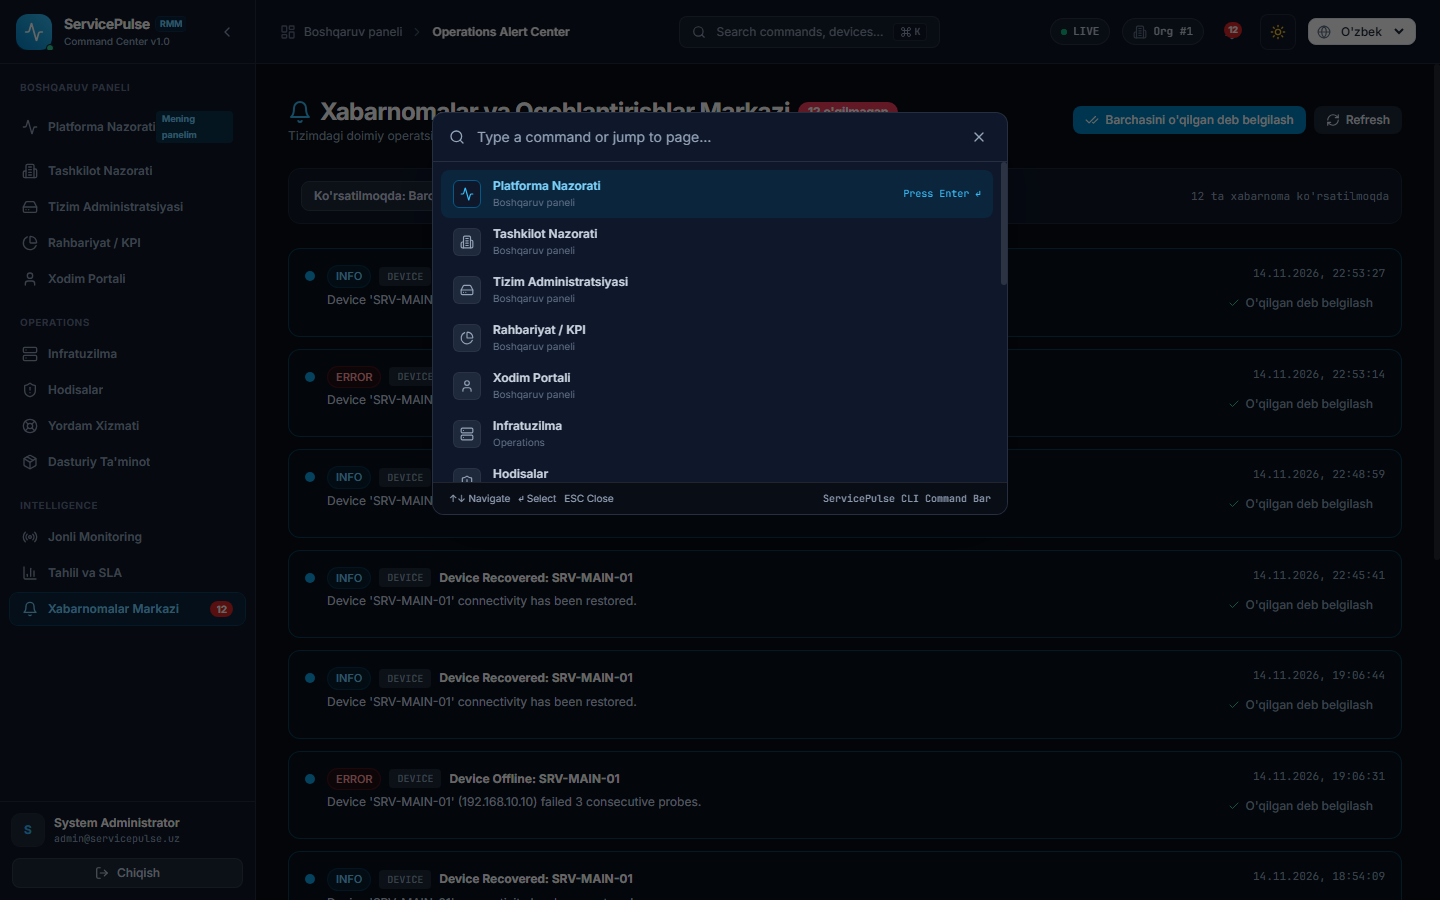 ServicePulse RMM
Command Center v1.0
BOSHQARUV PANELI
Platforma Nazorati
Mening
panelim
Tashkilot Nazorati
Tizim Administratsiyasi
Rahbariyat / KPI
Xodim Portali
OPERATIONS
Infratuzilma
Hodisalar
Yordam Xizmati
Dasturiy Ta'minot
INTELLIGENCE
Jonli Monitoring
Tahlil va SLA
Xabarnomalar Markazi 12
S
System Administrator
admin@servicepulse.uz
Chiqish
Boshqaruv paneli > Operations Alert Center
Search commands, devices... ⌘ K
LIVE
Org #1
12
O'zbek
Xabarnomalar va Ogohlantirishlar Markazi 12 o'qilmagan
Tizimdagi doimiy operatsi
Barchasini o'qilgan deb belgilash
Refresh
Ko'rsatilmoqda: Barc
12 ta xabarnoma ko'rsatilmoqda
Type a command or jump to page...
Platforma Nazorati
Boshqaruv paneli
Press Enter ↵
Tashkilot Nazorati
Boshqaruv paneli
Tizim Administratsiyasi
Boshqaruv paneli
Rahbariyat / KPI
Boshqaruv paneli
Xodim Portali
Boshqaruv paneli
Infratuzilma
Operations
Hodisalar
↑↓ Navigate ↵ Select ESC Close
ServicePulse CLI Command Bar
INFO DEVICE
14.11.2026, 22:53:27
Device 'SRV-MAIN
O'qilgan deb belgilash
ERROR DEVICE
14.11.2026, 22:53:14
Device 'SRV-MAIN
O'qilgan deb belgilash
INFO DEVICE
14.11.2026, 22:48:59
Device 'SRV-MAIN
O'qilgan deb belgilash
INFO DEVICE Device Recovered: SRV-MAIN-01
14.11.2026, 22:45:41
Device 'SRV-MAIN-01' connectivity has been restored.
O'qilgan deb belgilash
INFO DEVICE Device Recovered: SRV-MAIN-01
14.11.2026, 19:06:44
Device 'SRV-MAIN-01' connectivity has been restored.
O'qilgan deb belgilash
ERROR DEVICE Device Offline: SRV-MAIN-01
14.11.2026, 19:06:31
Device 'SRV-MAIN-01' (192.168.10.10) failed 3 consecutive probes.
O'qilgan deb belgilash
INFO DEVICE Device Recovered: SRV-MAIN-01
14.11.2026, 18:54:09